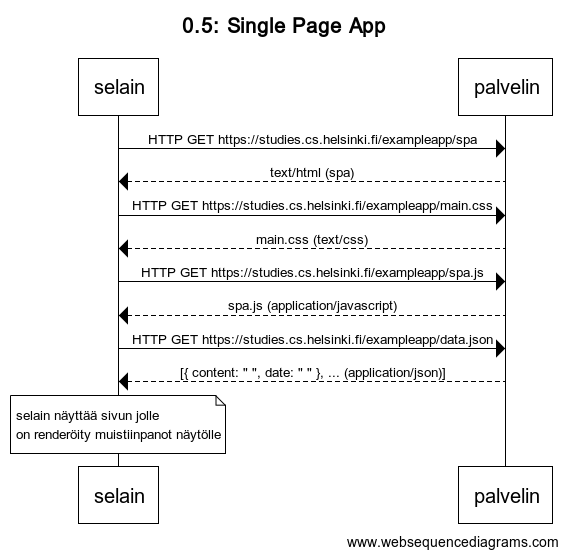 0.5: Single Page App
selain
palvelin
HTTP GET https://studies.cs.helsinki.fi/exampleapp/spa
text/html (spa)
HTTP GET https://studies.cs.helsinki.fi/exampleapp/main.css
main.css (text/css)
HTTP GET https://studies.cs.helsinki.fi/exampleapp/spa.js
spa.js (application/javascript)
HTTP GET https://studies.cs.helsinki.fi/exampleapp/data.json
[{ content: " ", date: " " }, ... (application/json)]
selain näyttää sivun jolle
on renderöity muistiinpanot näytölle
selain
palvelin
www.websequencediagrams.com